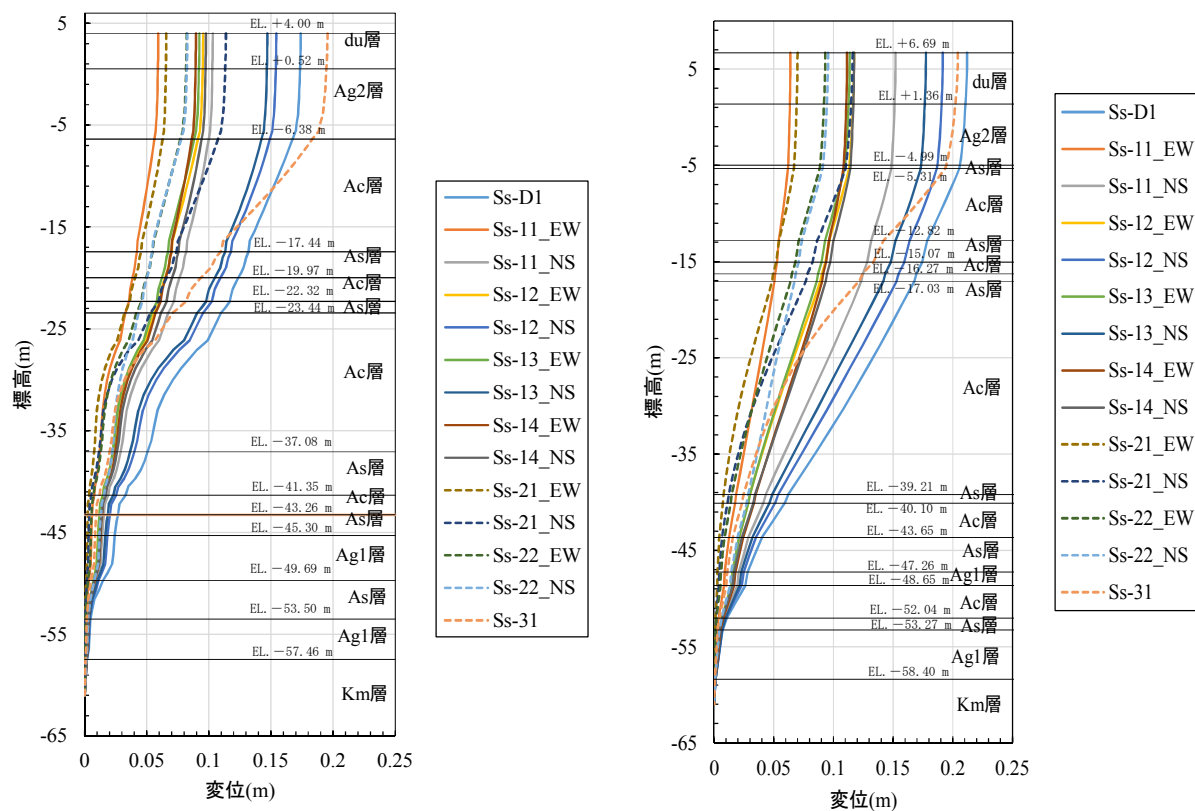 5
-5
-15
-25
-35
-45
-55
-65
標高(m)
EL. +4.00 m
du層
EL. +0.52 m
Ag2層
EL. -6.38 m
Ac層
EL. -17.44 m
As層
EL. -19.97 m
Ac層
EL. -22.32 m
As層
EL. -23.44 m
Ac層
EL. -37.08 m
As層
EL. -41.35 m
Ac層
EL. -43.26 m
As層
EL. -45.30 m
Ag1層
EL. -49.69 m
As層
EL. -53.50 m
Ag1層
EL. -57.46 m
Km層
0 0.05 0.1 0.15 0.2 0.25
変位(m)
Ss-D1
Ss-11_EW
Ss-11_NS
Ss-12_EW
Ss-12_NS
Ss-13_EW
Ss-13_NS
Ss-14_EW
Ss-14_NS
Ss-21_EW
Ss-21_NS
Ss-22_EW
Ss-22_NS
Ss-31
5
-5
-15
-25
-35
-45
-55
-65
標高(m)
EL. +6.69 m
du層
EL. +1.36 m
Ag2層
EL. -4.99 m
As層
EL. -5.31 m
Ac層
EL. -12.82 m
As層
EL. -15.07 m
Ac層
EL. -16.27 m
As層
EL. -17.03 m
Ac層
EL. -39.21 m
As層
EL. -40.10 m
Ac層
EL. -43.65 m
As層
EL. -47.26 m
Ag1層
EL. -48.65 m
Ac層
EL. -52.04 m
As層
EL. -53.27 m
Ag1層
EL. -58.40 m
Km層
0 0.05 0.1 0.15 0.2 0.25
変位(m)
Ss-D1
Ss-11_EW
Ss-11_NS
Ss-12_EW
Ss-12_NS
Ss-13_EW
Ss-13_NS
Ss-14_EW
Ss-14_NS
Ss-21_EW
Ss-21_NS
Ss-22_EW
Ss-22_NS
Ss-31